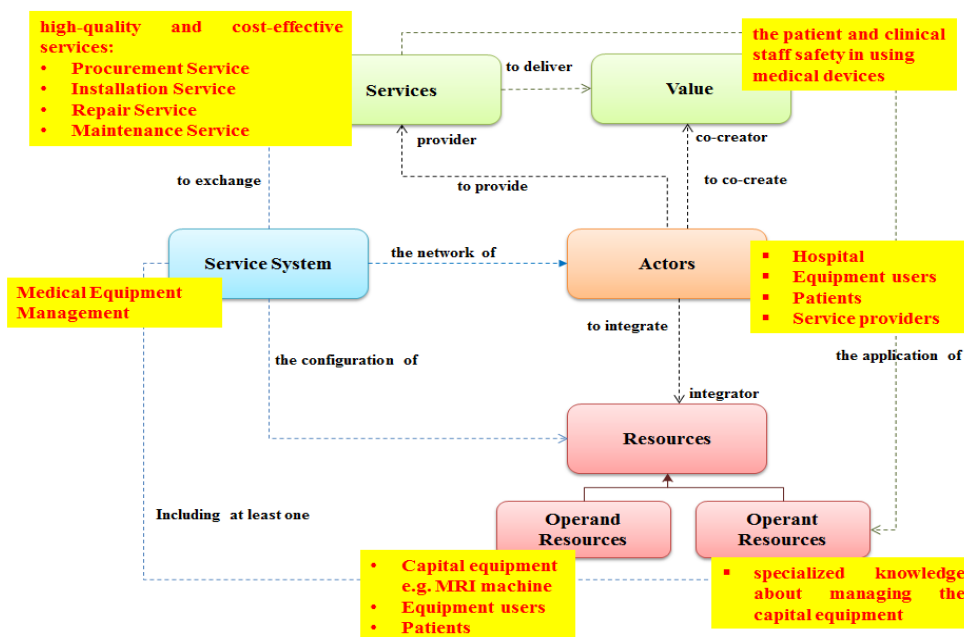 high-quality and cost-effective
services:
• Procurement Service
• Installation Service
• Repair Service
• Maintenance Service
the patient and clinical
staff safety in using
medical devices
to deliver
Services
Value
provider
co-creator
to exchange
to provide
to co-create
Service System
the network of
Actors
▪ Hospital
▪ Equipment users
▪ Patients
▪ Service providers
Medical Equipment
Management
to integrate
the configuration of
the application of
integrator
Resources
Including at least one
Operand
Resources
Operant
Resources
• Capital equipment
e.g. MRI machine
• Equipment users
• Patients
▪ specialized knowledge
about managing the
capital equipment